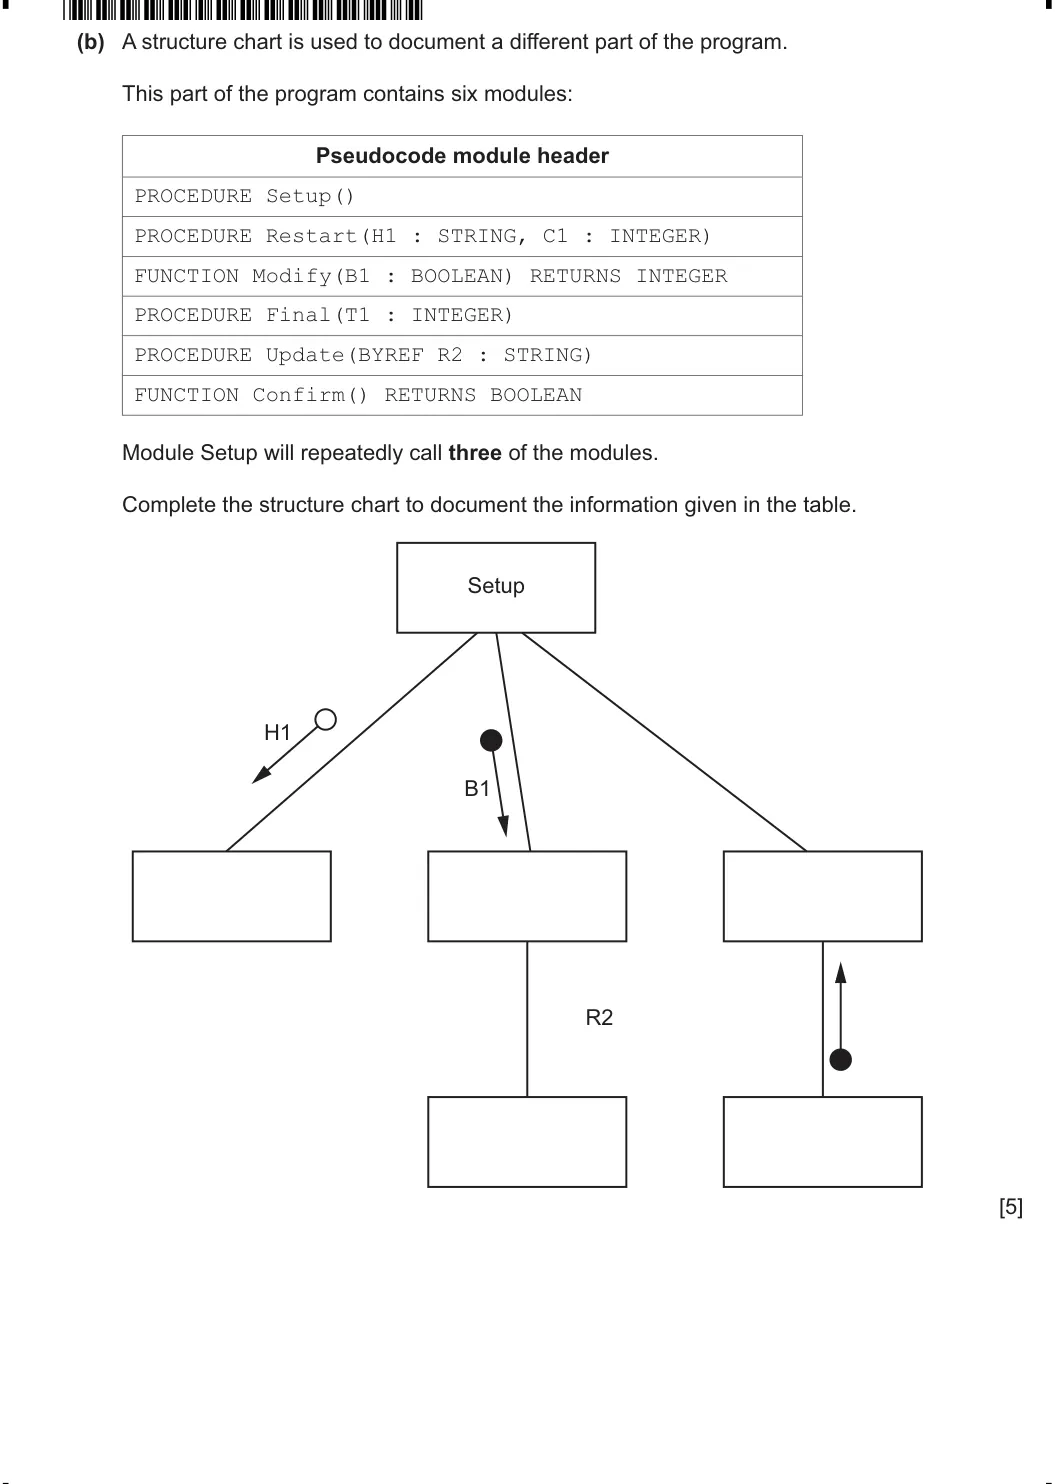 (b) A structure chart is used to document a different part of the program.
This part of the program contains six modules:
Pseudocode module header
PROCEDURE Setup()
PROCEDURE Restart(H1 : STRING, C1 : INTEGER)
FUNCTION Modify(B1 : BOOLEAN) RETURNS INTEGER
PROCEDURE Final(T1 : INTEGER)
PROCEDURE Update(BYREF R2 : STRING)
FUNCTION Confirm() RETURNS BOOLEAN
Module Setup will repeatedly call three of the modules.
Complete the structure chart to document the information given in the table.
Setup
H1
B1
R2
[5]